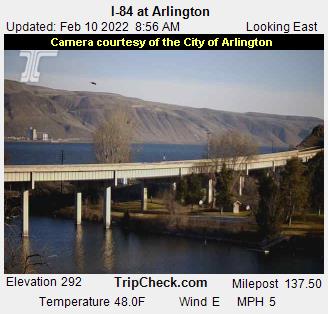 I-84 at Arlington
Updated: Feb 10 2022 8:56 AM Looking East
Camera courtesy of the City of Arlington
Elevation 292 TripCheck.com Milepost 137.50
Temperature 48.0F Wind E MPH 5